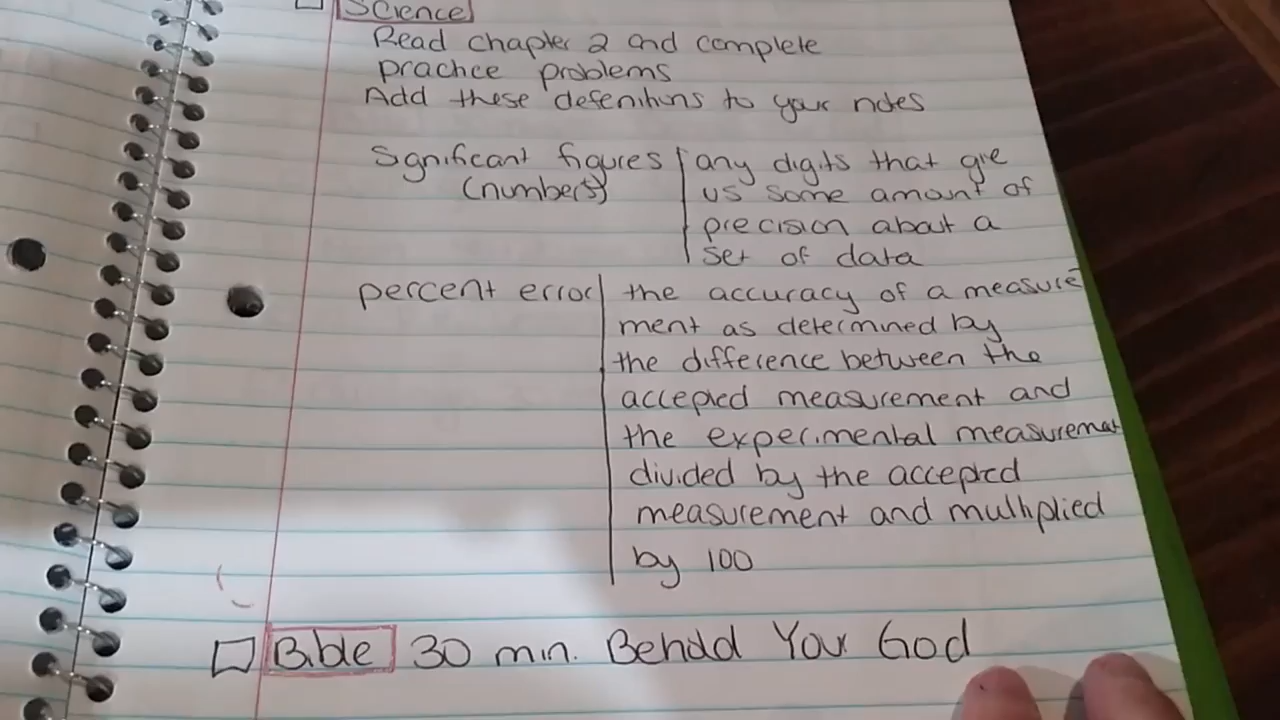 Science
Read chapter 2 and complete
practice problems
Add these defenitions to your notes
Significant figures | any digits that give
(numbers) | us some amount of
precision about a
set of data
percent error | the accuracy of a measure-
ment as determined by
the difference between the
accepted measurement and
the experimental measurement
divided by the accepted
measurement and multiplied
by 100
Bible 30 min. Behold Your God